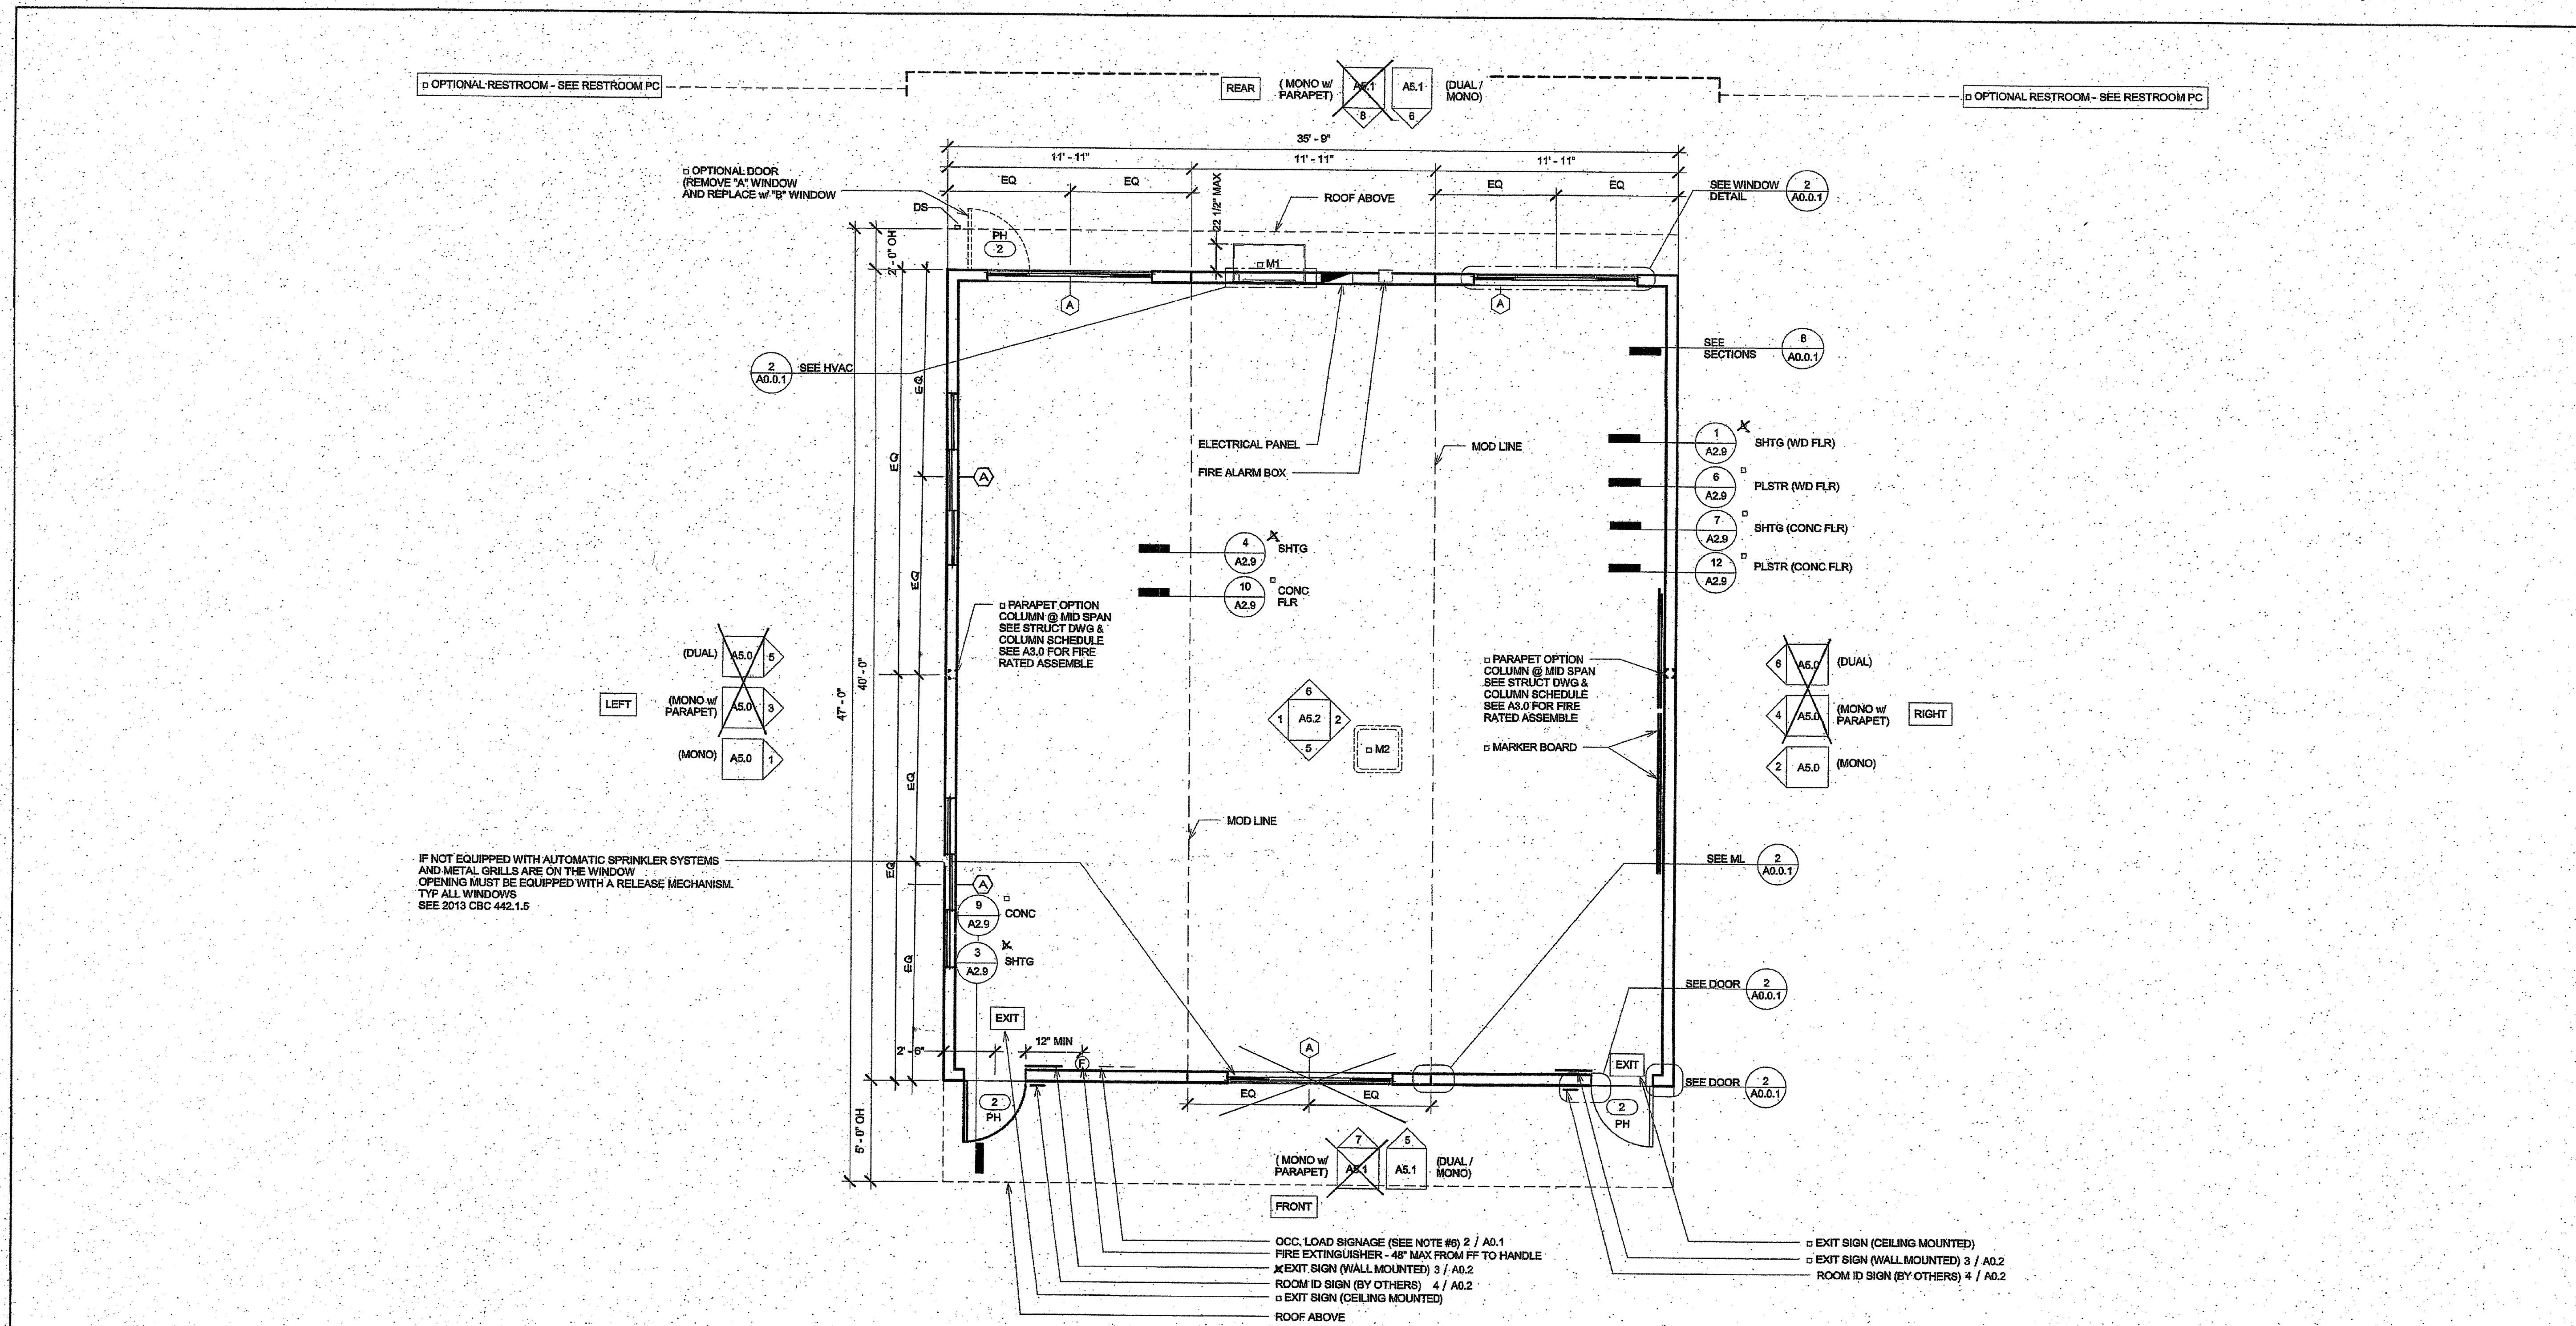 OPTIONAL RESTROOM - SEE RESTROOM PC
REAR
( MONO w/
PARAPET)
A5.1
8
A5.1
6
(DUAL /
MONO)
OPTIONAL RESTROOM - SEE RESTROOM PC
35' - 9"
11' - 11"
11' - 11"
11' - 11"
OPTIONAL DOOR
(REMOVE "A" WINDOW
AND REPLACE w/ "B" WINDOW
EQ
EQ
22 1/2" MAX
ROOF ABOVE
EQ
EQ
SEE WINDOW
DETAIL
2
A0.0.1
DS
PH
2
2' - 0" OH
M1
A
A
SEE
SECTIONS
8
A0.0.1
2
A0.0.1
SEE HVAC
EQ
ELECTRICAL PANEL
MOD LINE
FIRE ALARM BOX
1
A2.9
SHTG (WD FLR)
EQ
A
6
A2.9
PLSTR (WD FLR)
7
A2.9
SHTG (CONC FLR)
12
A2.9
PLSTR (CONC FLR)
4
A2.9
SHTG
10
A2.9
CONC
FLR
EQ
PARAPET OPTION
COLUMN @ MID SPAN
SEE STRUCT DWG &
COLUMN SCHEDULE
SEE A3.0 FOR FIRE
RATED ASSEMBLE
(DUAL)
A5.0
5
LEFT
(MONO w/
PARAPET)
A5.0
3
(MONO)
A5.0
1
47' - 0"
40' - 0"
PARAPET OPTION
COLUMN @ MID SPAN
SEE STRUCT DWG &
COLUMN SCHEDULE
SEE A3.0 FOR FIRE
RATED ASSEMBLE
6
A5.0
(DUAL)
4
A5.0
(MONO w/
PARAPET)
RIGHT
2
A5.0
(MONO)
6
1
A5.2
2
5
M2
MARKER BOARD
EQ
MOD LINE
IF NOT EQUIPPED WITH AUTOMATIC SPRINKLER SYSTEMS
AND METAL GRILLS ARE ON THE WINDOW
OPENING MUST BE EQUIPPED WITH A RELEASE MECHANISM.
TYP ALL WINDOWS
SEE 2013 CBC 442.1.5
EQ
A
9
A2.9
CONC
3
A2.9
SHTG
EQ
SEE ML
2
A0.0.1
SEE DOOR
2
A0.0.1
EXIT
2' - 6"
12" MIN
F
A
EXIT
SEE DOOR
2
A0.0.1
2
PH
EQ
EQ
2
PH
5' - 0" OH
( MONO w/
PARAPET)
7
A5.1
5
A5.1
(DUAL /
MONO)
FRONT
OCC. LOAD SIGNAGE (SEE NOTE #6) 2 / A0.1
FIRE EXTINGUISHER - 48" MAX FROM FF TO HANDLE
EXIT SIGN (WALL MOUNTED) 3 / A0.2
ROOM ID SIGN (BY OTHERS) 4 / A0.2
EXIT SIGN (CEILING MOUNTED)
ROOF ABOVE
EXIT SIGN (CEILING MOUNTED)
EXIT SIGN (WALL MOUNTED) 3 / A0.2
ROOM ID SIGN (BY OTHERS) 4 / A0.2